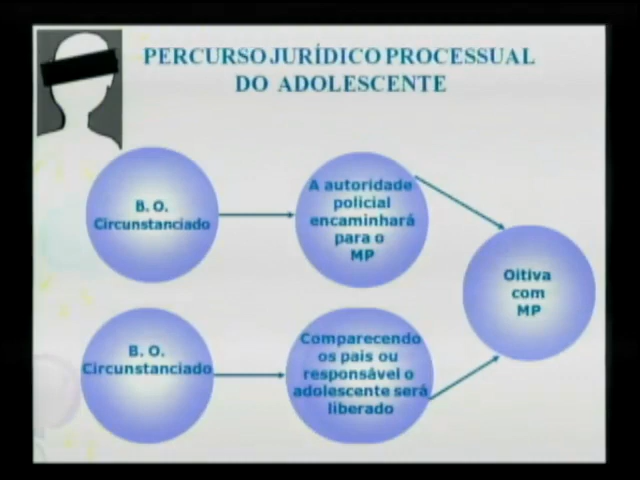 PERCURSO JURÍDICO PROCESSUAL
DO ADOLESCENTE
B. O.
Circunstanciado
A autoridade
policial
encaminhará
para o
MP
Oitiva
com
MP
B. O.
Circunstanciado
Comparecendo
os pais ou
responsável o
adolescente será
liberado